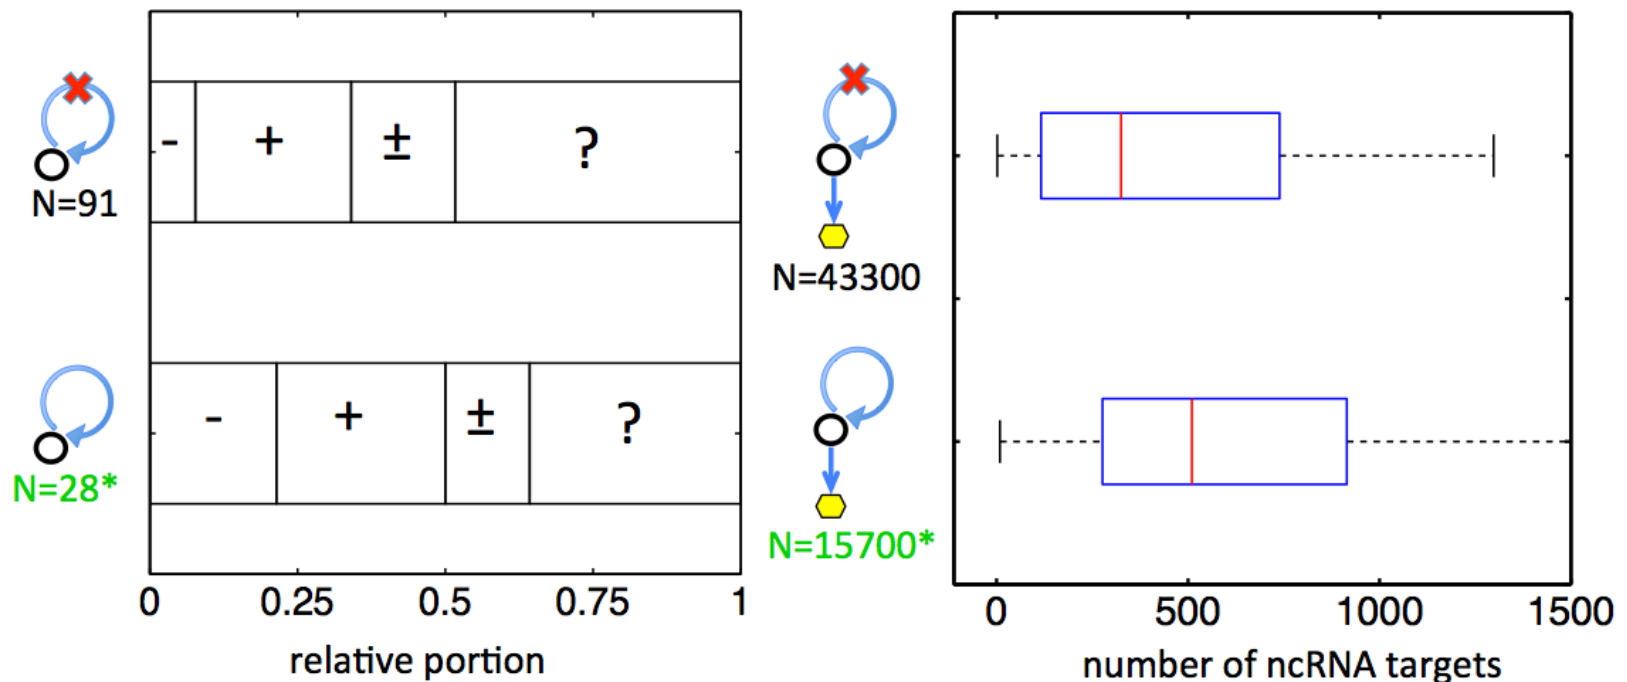 - + ± ?
N=91
- + ± ?
N=28*
0 0.25 0.5 0.75 1
relative portion
N=43300
N=15700*
0 500 1000 1500
number of ncRNA targets